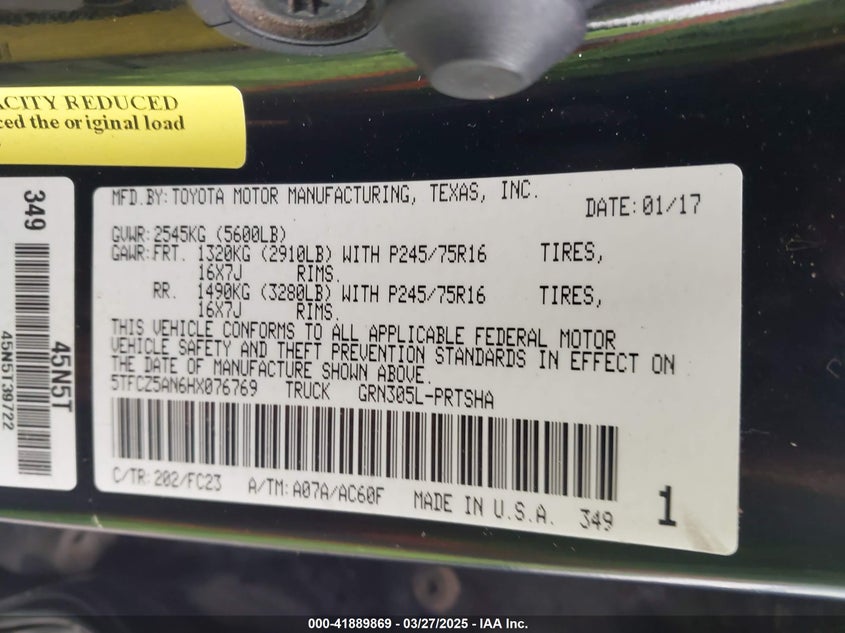 ACITY REDUCED
ced the original load
349
45N5T
45N5T39722
MFD.BY:TOYOTA MOTOR MANUFACTURING, TEXAS, INC.
DATE:01/17
GVWR:2545KG (5600LB)
GAWR:FRT. 1320KG (2910LB) WITH P245/75R16 TIRES,
16X7J RIMS.
RR. 1490KG (3280LB) WITH P245/75R16 TIRES,
16X7J RIMS.
THIS VEHICLE CONFORMS TO ALL APPLICABLE FEDERAL MOTOR
VEHICLE SAFETY AND THEFT PREVENTION STANDARDS IN EFFECT ON
THE DATE OF MANUFACTURE SHOWN ABOVE.
5TFCZ5AN6HX076769 TRUCK GRN305L-PRTSHA
C/TR:202/FC23 A/TM:A07A/AC60F MADE IN U.S.A. 349 1
000-41889869 - 03/27/2025 - IAA Inc.